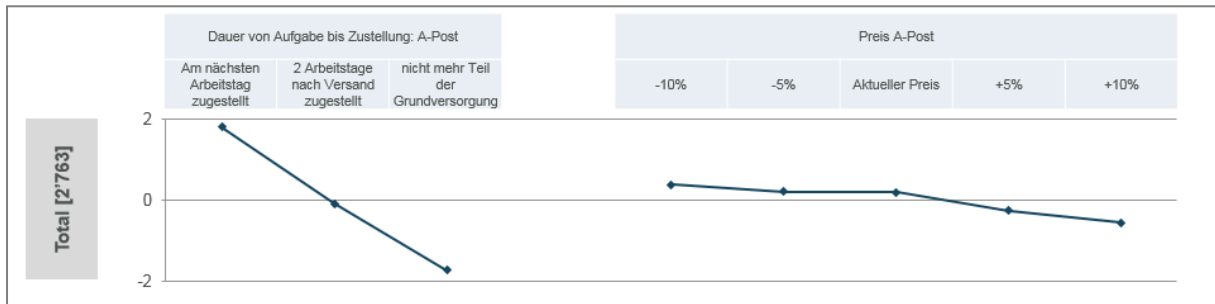 Dauer von Aufgabe bis Zustellung: A-Post
Am nächsten
Arbeitstag
zugestellt
2 Arbeitstage
nach Versand
zugestellt
nicht mehr Teil
der
Grundversorgung
Preis A-Post
-10%
-5%
Aktueller Preis
+5%
+10%
Total [2'763]
2
0
-2